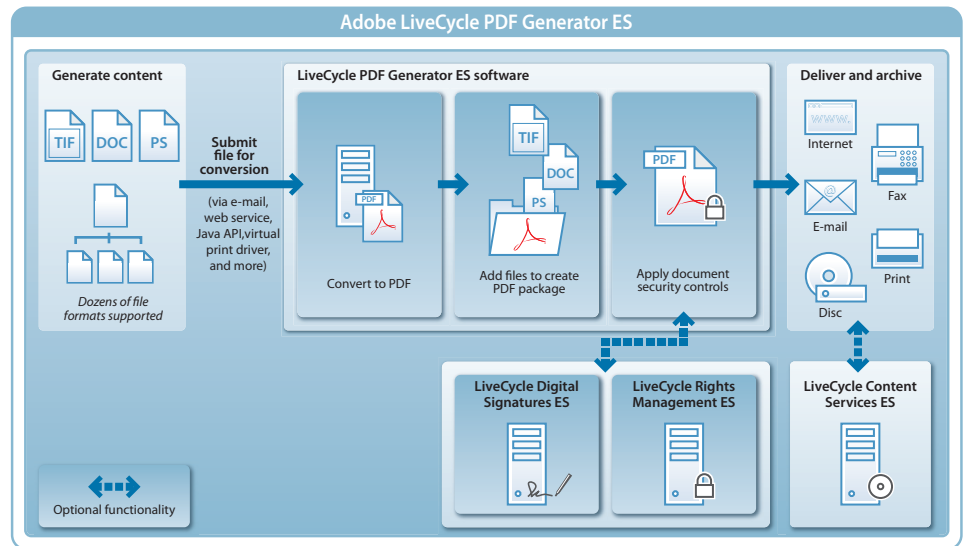 Adobe LiveCycle PDF Generator ES
Generate content
TIF
DOC
PS
Dozens of file
formats supported
Submit
file for
conversion
(via e-mail,
web service,
Java API,virtual
print driver,
and more)
LiveCycle PDF Generator ES software
PDF
Convert to PDF
TIF
DOC
PS
Add files to create
PDF package
PDF
Apply document
security controls
Deliver and archive
www.
Internet
Fax
@
E-mail
Print
Disc
LiveCycle Digital
Signatures ES
LiveCycle Rights
Management ES
LiveCycle Content
Services ES
Optional functionality